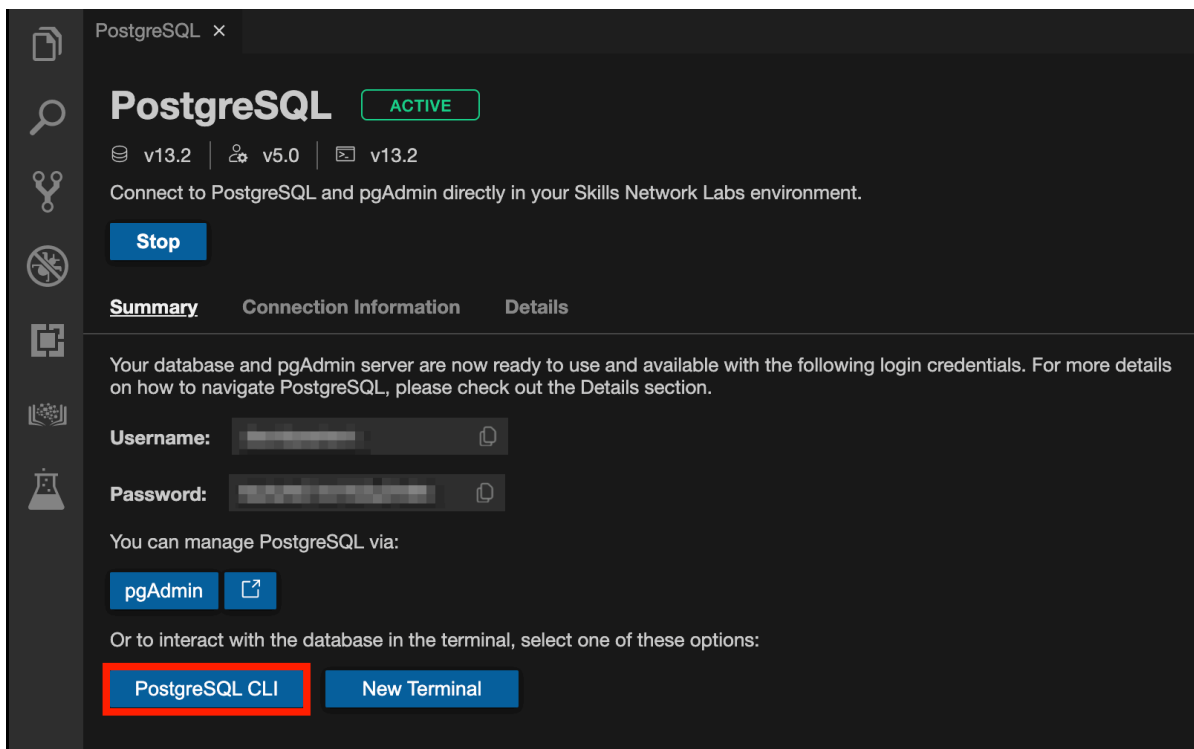 PostgreSQL ×
PostgreSQL ACTIVE
v13.2 v5.0 v13.2
Connect to PostgreSQL and pgAdmin directly in your Skills Network Labs environment.
Stop
Summary Connection Information Details
Your database and pgAdmin server are now ready to use and available with the following login credentials. For more details
on how to navigate PostgreSQL, please check out the Details section.
Username:
Password:
You can manage PostgreSQL via:
pgAdmin
Or to interact with the database in the terminal, select one of these options:
PostgreSQL CLI New Terminal